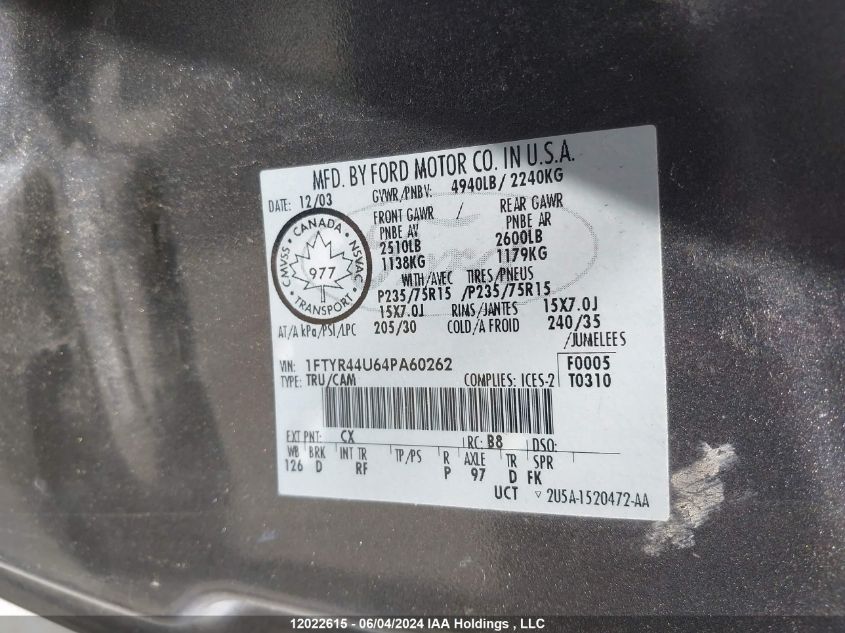 MFD. BY FORD MOTOR CO. IN U.S.A.
DATE: 12/03 GVWR/PNBV: 4940LB/ 2240KG
FRONT GAWR / REAR GAWR
PNBE AV PNBE AR
2510LB 2600LB
1138KG 1179KG
WITH/AVEC TIRES/PNEUS
P235/75R15 /P235/75R15
15X7.0J RIMS/JANTES 15X7.0J
AT/A kPa/PSI/LPC 205/30 COLD/A FROID 240/35
/JUMELEES
CMVSS • CANADA • NSVAC • TRANSPORT •
977
VIN: 1FTYR44U64PA60262 F0005
TYPE: TRU/CAM COMPLIES: ICES-2 T0310
EXT PNT: CX RC: B8 DSO:
WB BRK INT TR TP/PS R AXLE TR SPR
126 D RF P 97 D FK
UCT ▽ 2U5A-1520472-AA
12022615 - 06/04/2024 IAA Holdings , LLC